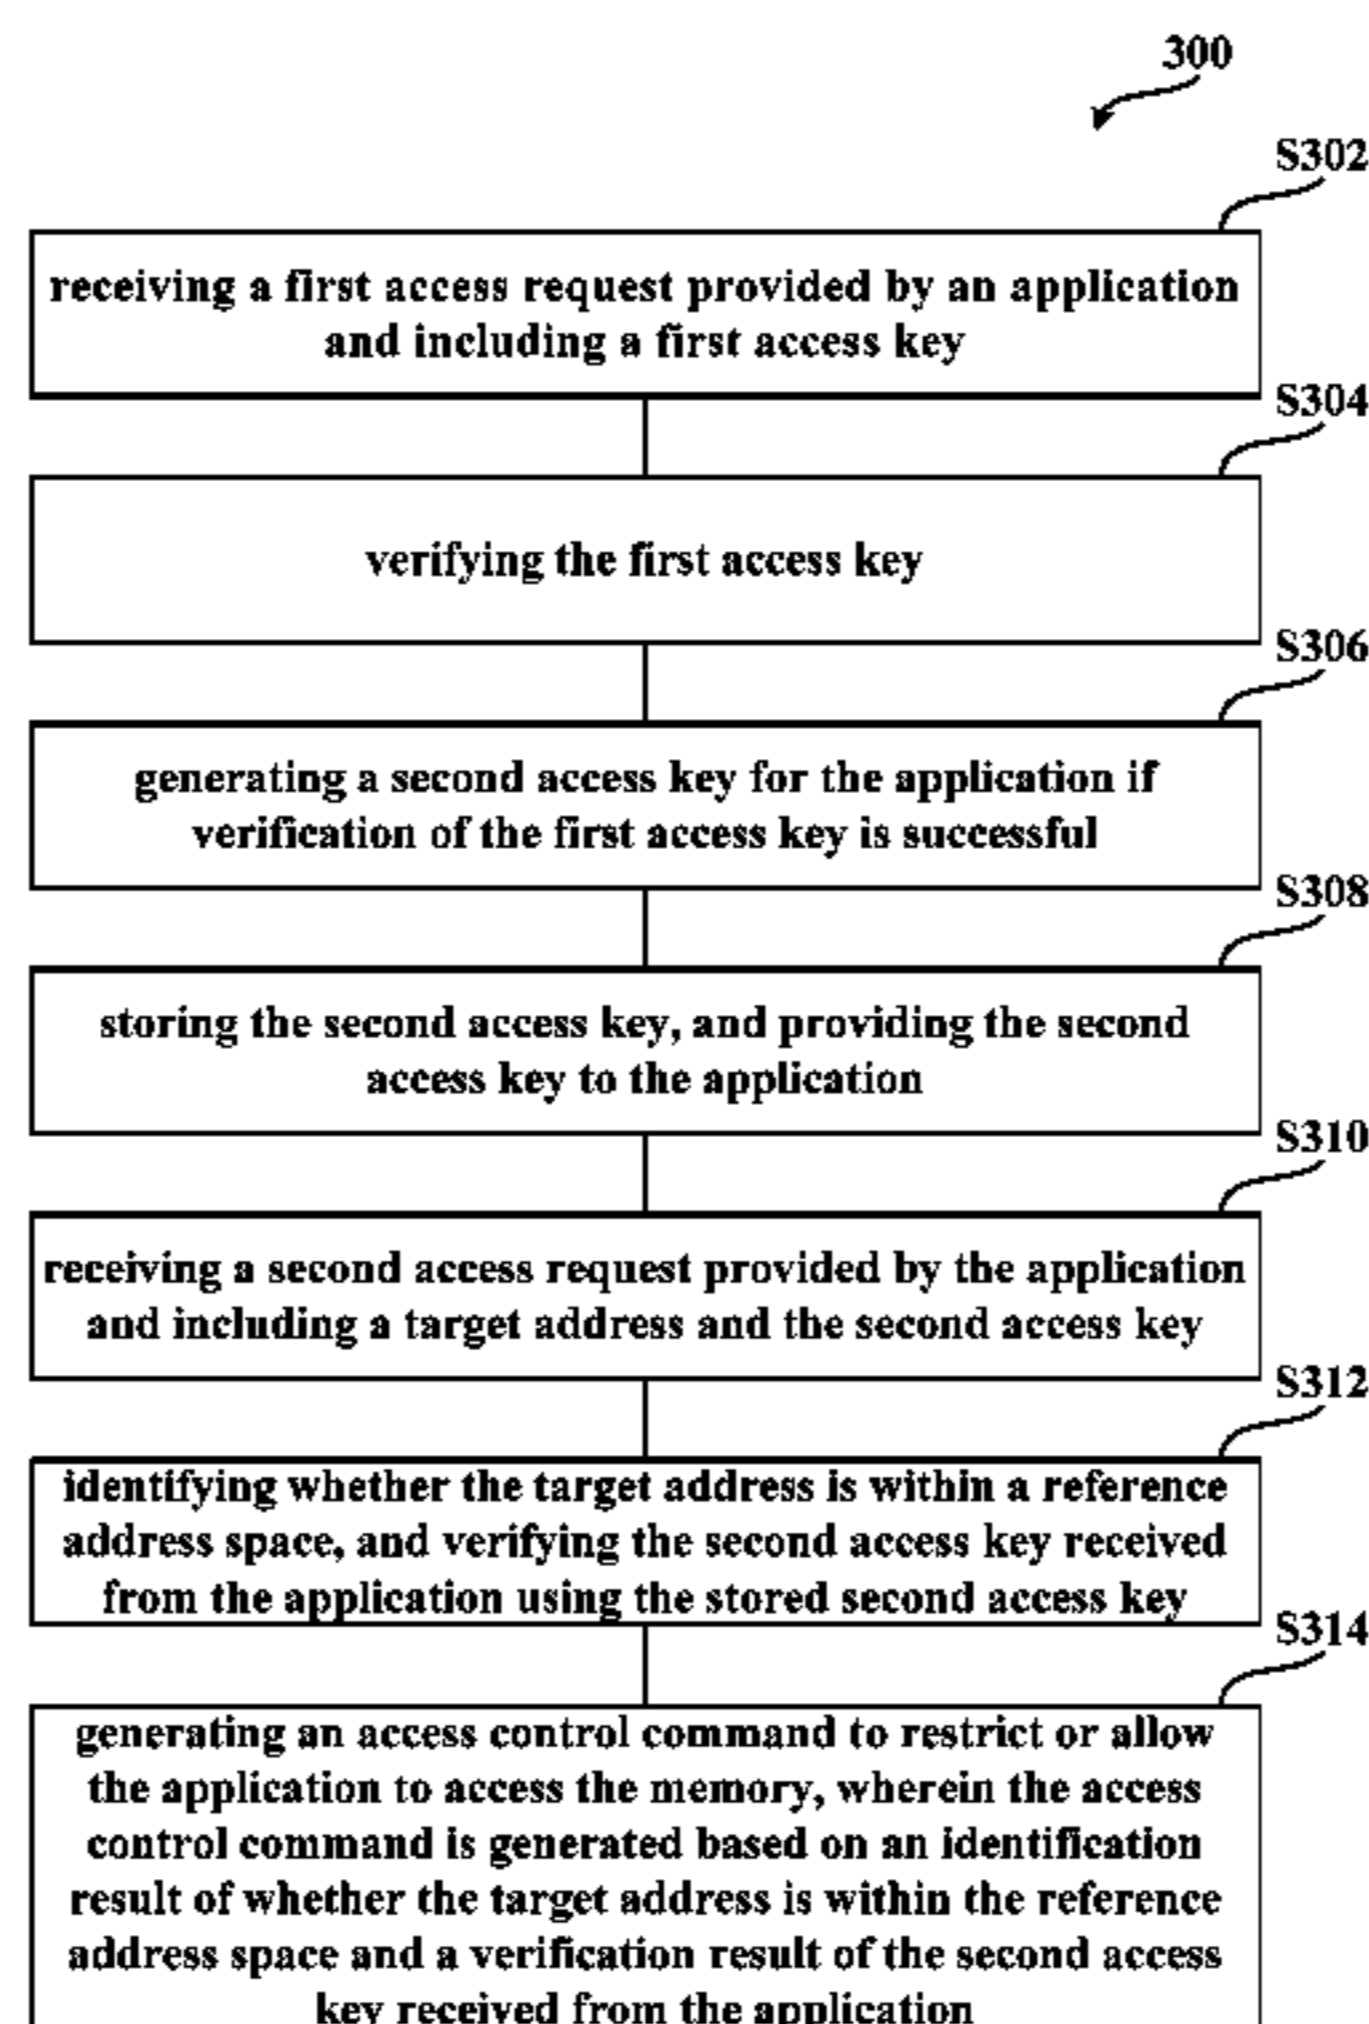 300
S302
receiving a first access request provided by an application
and including a first access key
S304
verifying the first access key
S306
generating a second access key for the application if
verification of the first access key is successful
S308
storing the second access key, and providing the second
access key to the application
S310
receiving a second access request provided by the application
and including a target address and the second access key
S312
identifying whether the target address is within a reference
address space, and verifying the second access key received
from the application using the stored second access key
S314
generating an access control command to restrict or allow
the application to access the memory, wherein the access
control command is generated based on an identification
result of whether the target address is within the reference
address space and a verification result of the second access
key received from the application